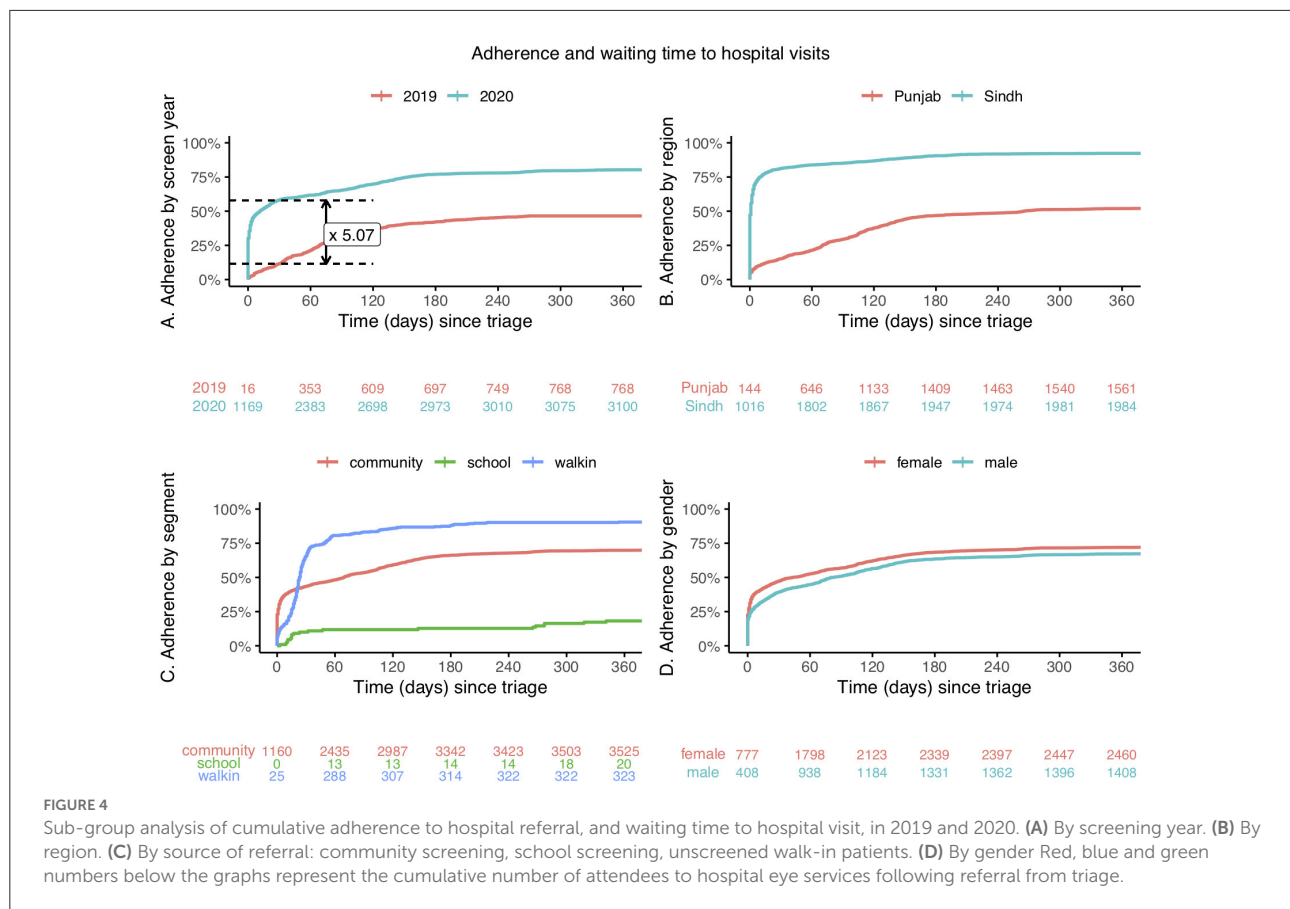 Adherence and waiting time to hospital visits
2019 2020
A. Adherence by screen year
100%
75%
50%
25%
0%
x 5.07
0 60 120 180 240 300 360
Time (days) since triage
2019 16 353 609 697 749 768 768
2020 1169 2383 2698 2973 3010 3075 3100
Punjab Sindh
B. Adherence by region
100%
75%
50%
25%
0%
0 60 120 180 240 300 360
Time (days) since triage
Punjab 144 646 1133 1409 1463 1540 1561
Sindh 1016 1802 1867 1947 1974 1981 1984
community school walkin
C. Adherence by segment
100%
75%
50%
25%
0%
0 60 120 180 240 300 360
Time (days) since triage
community 1160 2435 2987 3342 3423 3503 3525
school 0 13 13 14 14 18 20
walkin 25 288 307 314 322 322 323
female male
D. Adherence by gender
100%
75%
50%
25%
0%
0 60 120 180 240 300 360
Time (days) since triage
female 777 1798 2123 2339 2397 2447 2460
male 408 938 1184 1331 1362 1396 1408
FIGURE 4
Sub-group analysis of cumulative adherence to hospital referral, and waiting time to hospital visit, in 2019 and 2020. (A) By screening year. (B) By
region. (C) By source of referral: community screening, school screening, unscreened walk-in patients. (D) By gender Red, blue and green
numbers below the graphs represent the cumulative number of attendees to hospital eye services following referral from triage.